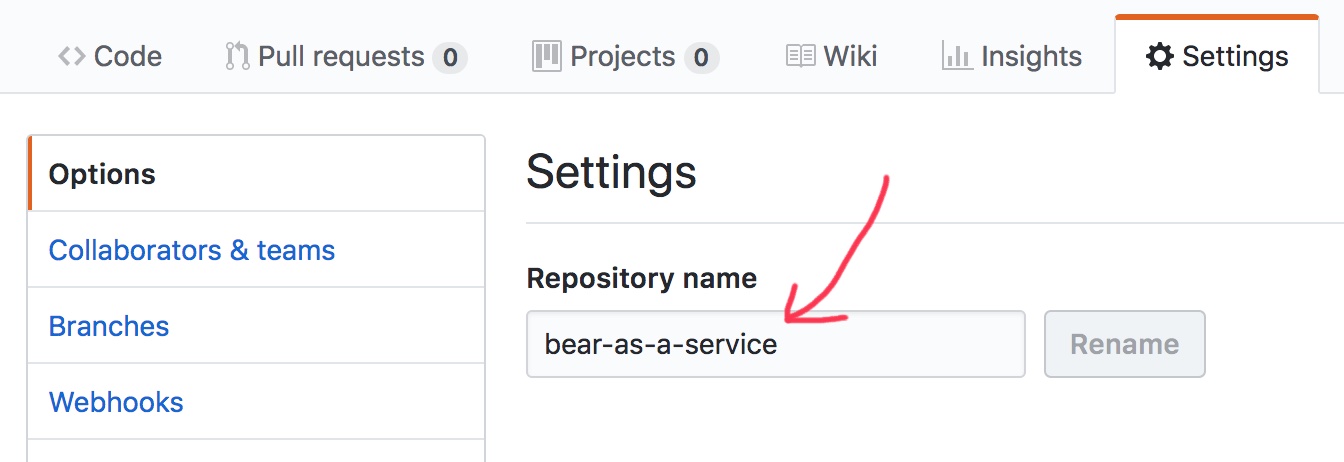 Code Pull requests 0 Projects 0 Wiki Insights Settings
Options
Collaborators & teams
Branches
Webhooks
Settings
Repository name
bear-as-a-service Rename